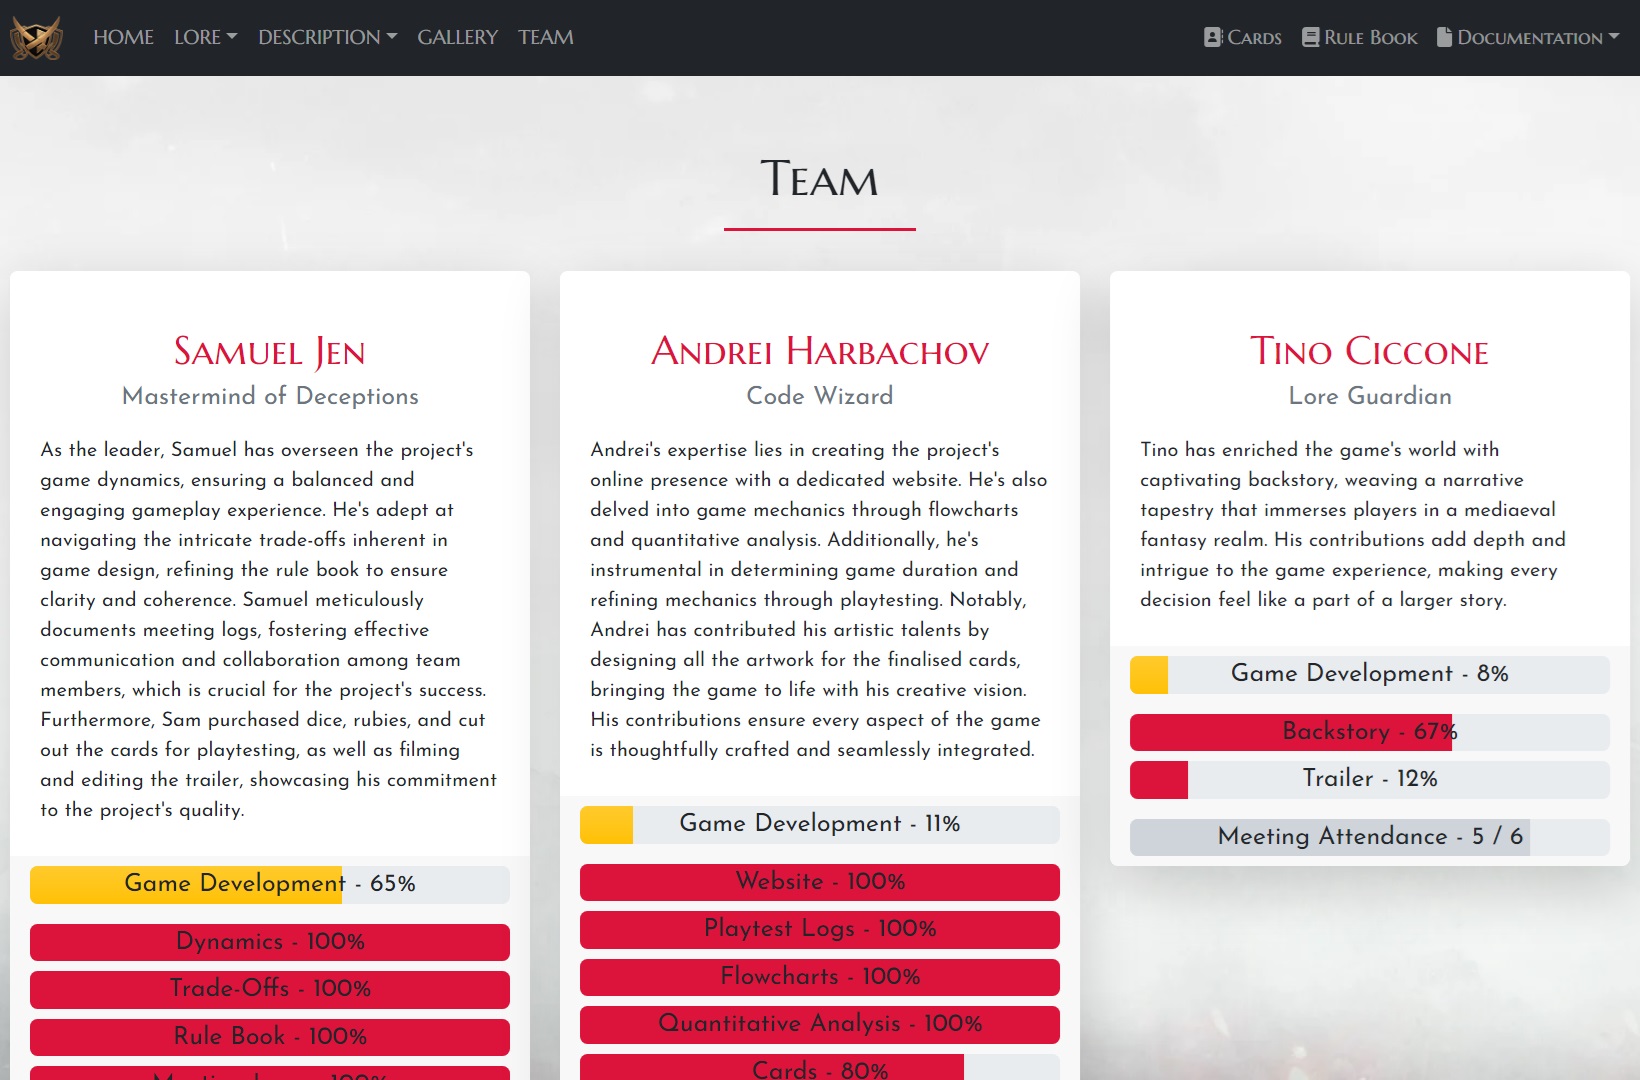 HOME LORE DESCRIPTION GALLERY TEAM Cards Rule Book Documentation
Team
Samuel Jen
Mastermind of Deceptions
As the leader, Samuel has overseen the project's
game dynamics, ensuring a balanced and
engaging gameplay experience. He's adept at
navigating the intricate trade-offs inherent in
game design, refining the rule book to ensure
clarity and coherence. Samuel meticulously
documents meeting logs, fostering effective
communication and collaboration among team
members, which is crucial for the project's success.
Furthermore, Sam purchased dice, rubies, and cut
out the cards for playtesting, as well as filming
and editing the trailer, showcasing his commitment
to the project's quality.
Game Development - 65%
Dynamics - 100%
Trade-Offs - 100%
Rule Book - 100%
Andrei Harbachov
Code Wizard
Andrei's expertise lies in creating the project's
online presence with a dedicated website. He's also
delved into game mechanics through flowcharts
and quantitative analysis. Additionally, he's
instrumental in determining game duration and
refining mechanics through playtesting. Notably,
Andrei has contributed his artistic talents by
designing all the artwork for the finalised cards,
bringing the game to life with his creative vision.
His contributions ensure every aspect of the game
is thoughtfully crafted and seamlessly integrated.
Game Development - 11%
Website - 100%
Playtest Logs - 100%
Flowcharts - 100%
Quantitative Analysis - 100%
Cards - 80%
Tino Ciccone
Lore Guardian
Tino has enriched the game's world with
captivating backstory, weaving a narrative
tapestry that immerses players in a mediaeval
fantasy realm. His contributions add depth and
intrigue to the game experience, making every
decision feel like a part of a larger story.
Game Development - 8%
Backstory - 67%
Trailer - 12%
Meeting Attendance - 5 / 6